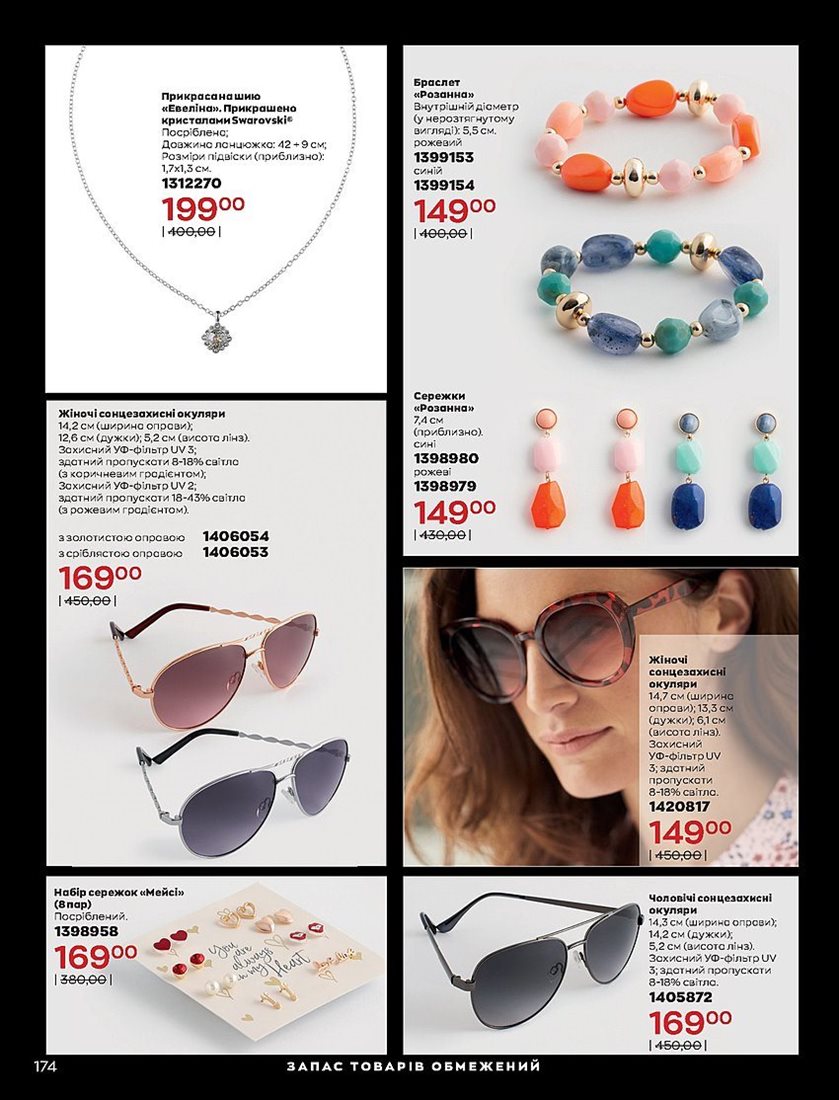 Прикраса на шию
«Евеліна». Прикрашено
кристалами Swarovski®
Посріблено;
Довжина ланцюжка: 42 + 9 см;
Розміри підвіски (приблизно):
1,7х1,3 см.
1312270
199⁰⁰
| 400,00 |
Браслет
«Розанна»
Внутрішній діаметр
(у нерозтягнутому
вигляді): 5,5 см.
рожевий
1399153
синій
1399154
149⁰⁰
| 400,00 |
Сережки
«Розанна»
7,4 см
(приблизно).
сині
1398980
рожеві
1398979
149⁰⁰
| 430,00 |
Жіночі сонцезахисні окуляри
14,2 см (ширина оправи);
12,6 см (дужки); 5,2 см (висота лінз).
Захисний УФ-фільтр UV 3;
здатний пропускати 8-18% світла
(з коричневим градієнтом);
Захисний УФ-фільтр UV 2;
здатний пропускати 18-43% світла
(з рожевим градієнтом).
з золотистою оправою 1406054
з сріблястою оправою 1406053
169⁰⁰
| 450,00 |
Жіночі
сонцезахисні
окуляри
14,7 см (ширина
оправи); 13,3 см
(дужки); 6,1 см
(висота лінз).
Захисний
УФ-фільтр UV
3; здатний
пропускати
8-18% світла.
1420817
149⁰⁰
| 450,00 |
Набір сережок «Мейсі»
(8 пар)
Посріблений.
1398958
169⁰⁰
| 380,00 |
You
are
always
in my Heart
Чоловічі сонцезахисні
окуляри
14,3 см (ширина оправи);
14,2 см (дужки);
5,2 см (висота лінз).
Захисний УФ-фільтр UV
3; здатний пропускати
8-18% світла.
1405872
169⁰⁰
| 450,00 |
174
ЗАПАС ТОВАРІВ ОБМЕЖЕНИЙ